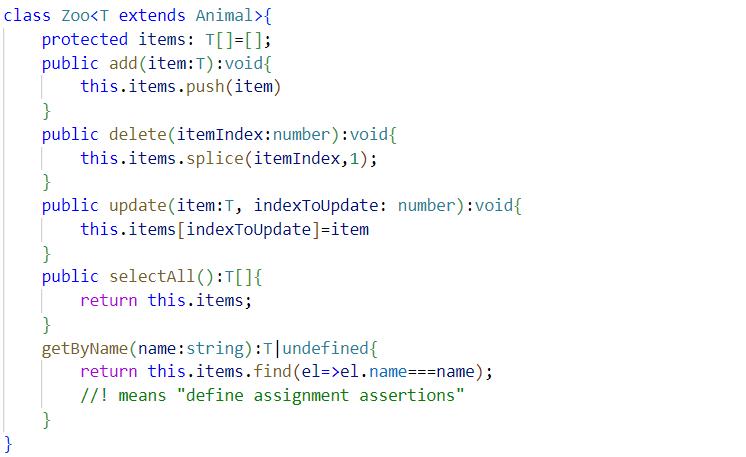 class Zoo<T extends Animal>{
    protected items: T[]=[];
    public add(item:T):void{
        this.items.push(item)
    }
    public delete(itemIndex:number):void{
        this.items.splice(itemIndex,1);
    }
    public update(item:T, indexToUpdate: number):void{
        this.items[indexToUpdate]=item
    }
    public selectAll():T[]{
        return this.items;
    }
    getByName(name:string):T|undefined{
        return this.items.find(el=>el.name===name);
        //! means "define assignment assertions"
    }
}